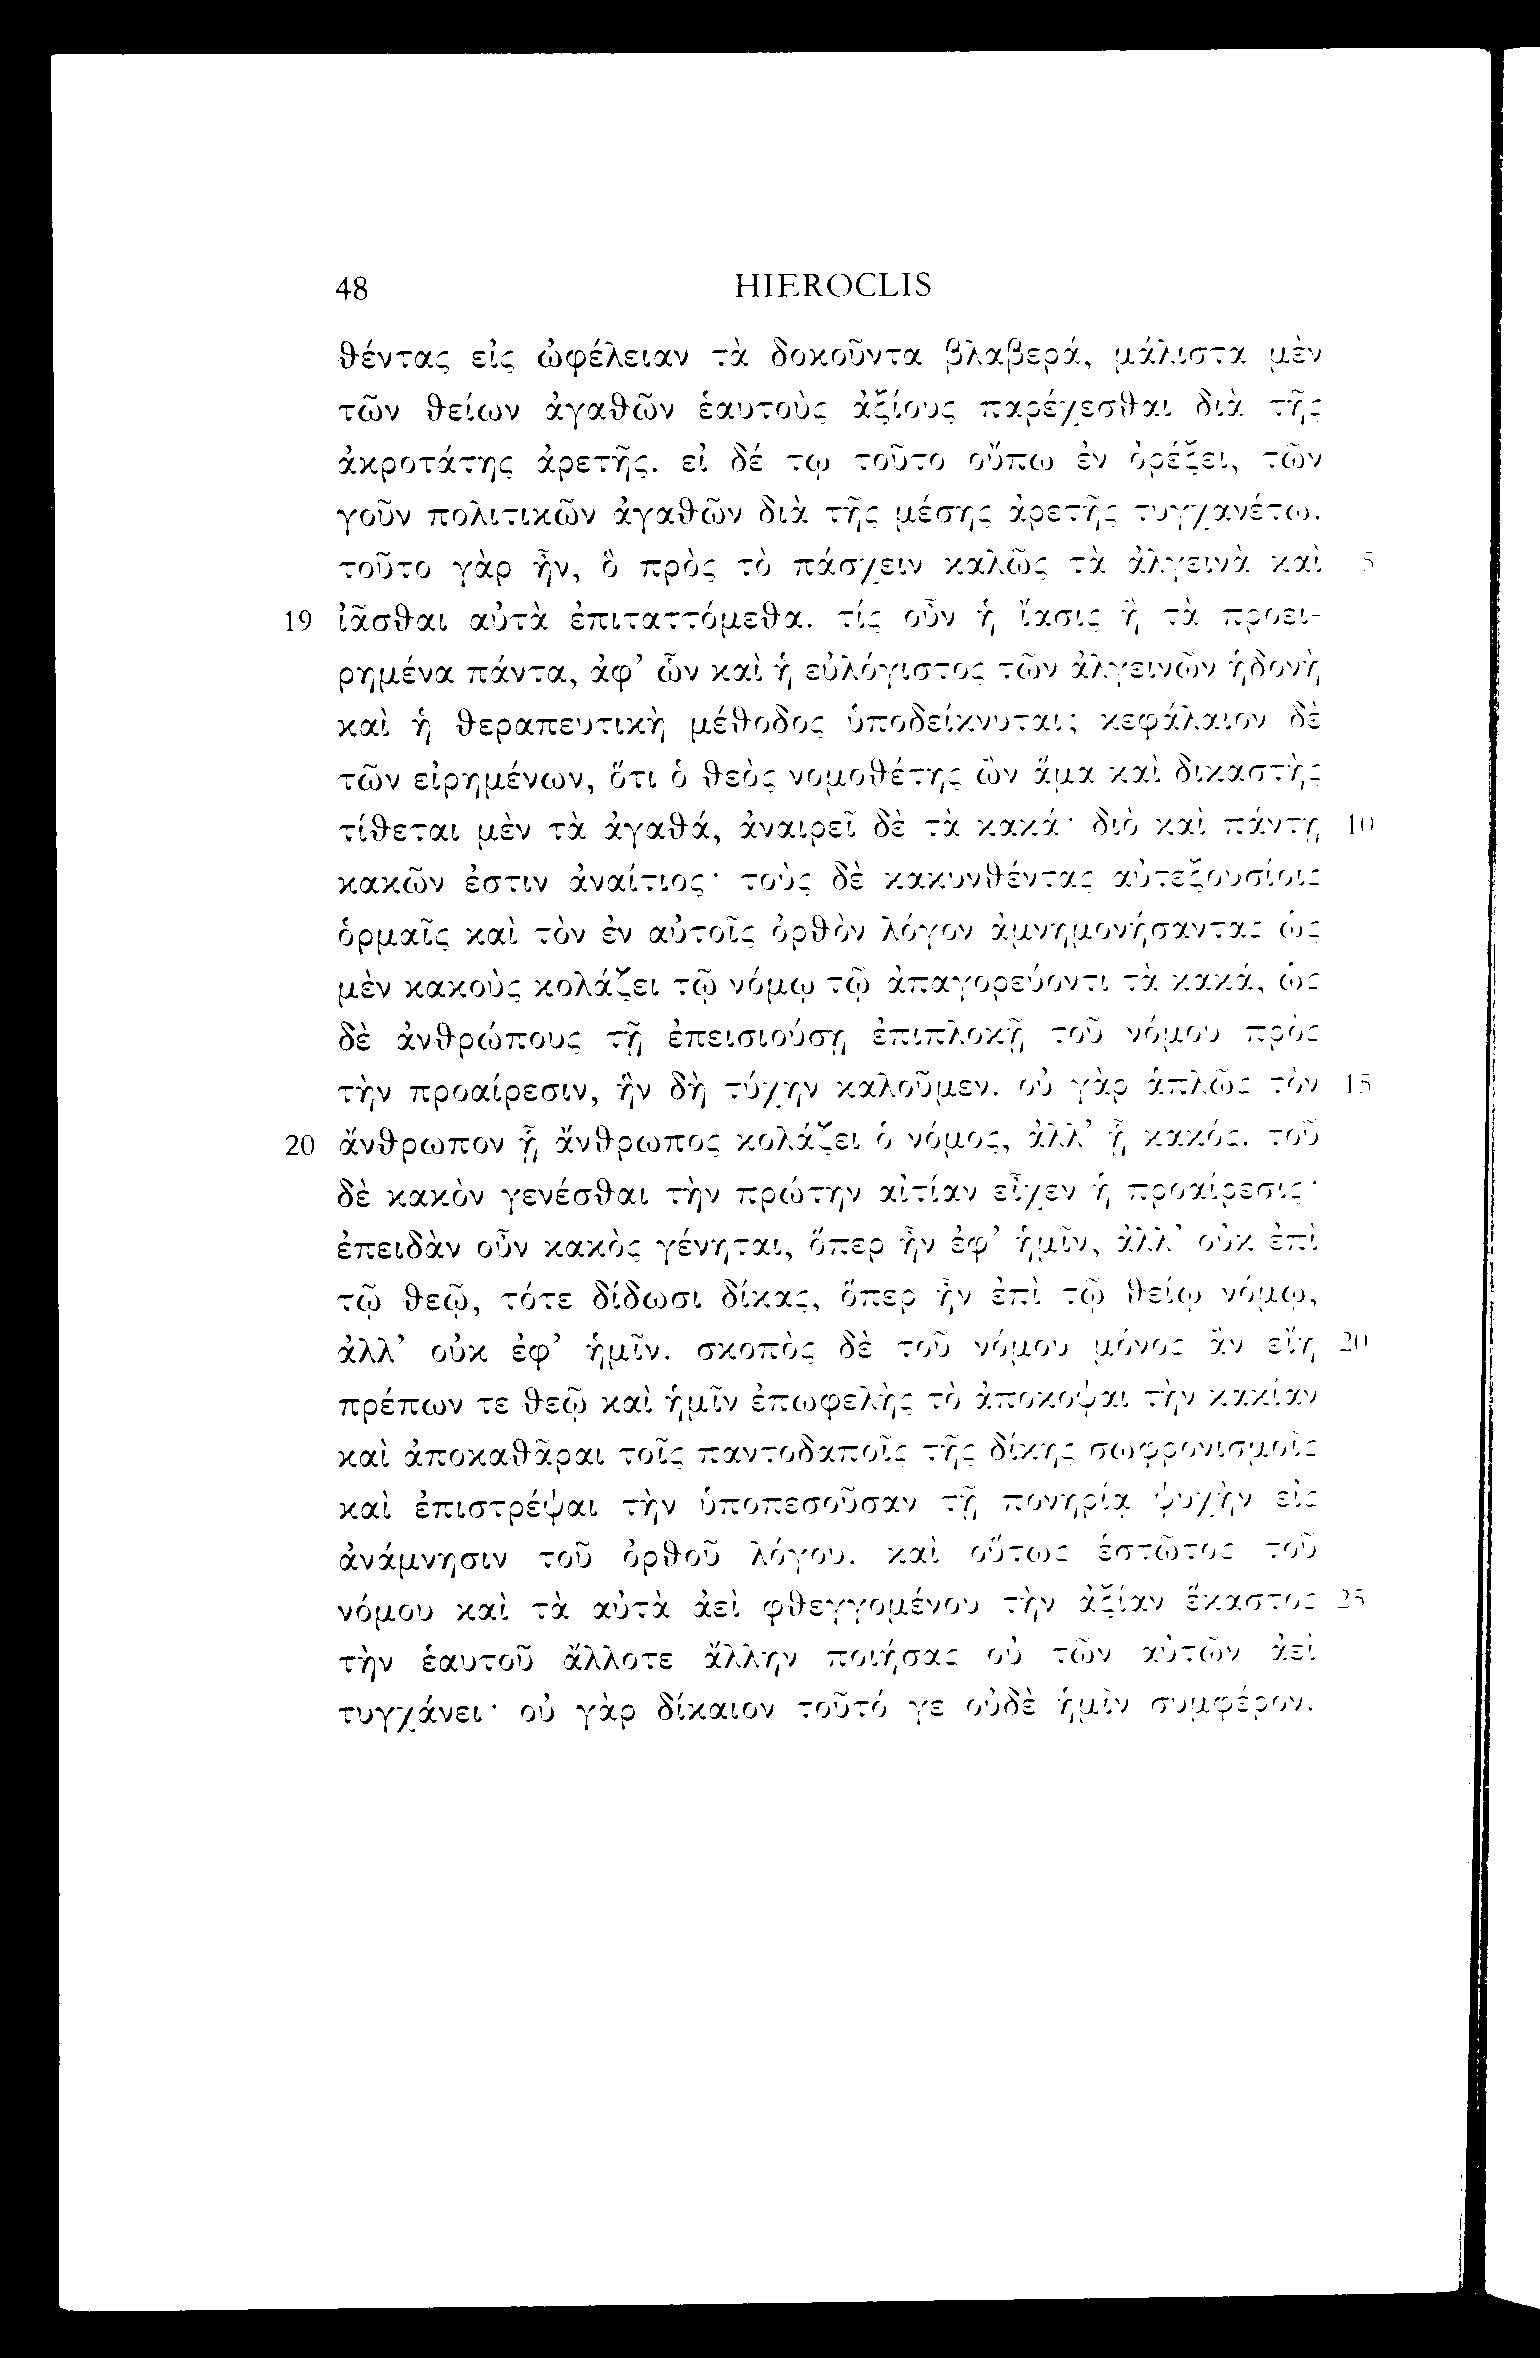 48 HIEROCLIS
θέντας εἰς ὠφέλειαν τὰ δοκοῦντα βλαβερά, μάλιστα μὲν
τῶν θείων ἀγαθῶν ἑαυτοὺς ἀξίους παρέχεσθαι διὰ τῆς
ἀκροτάτης ἀρετῆς. εἰ δέ τῳ τοῦτο οὔπω ἐν ὀρέξει, τῶν
γοῦν πολιτικῶν ἀγαθῶν διὰ τῆς μέσης ἀρετῆς τυγχανέτω.
τοῦτο γὰρ ἦν, ὃ πρὸς τὸ πάσχειν καλῶς τὰ ἀλγεινὰ καὶ 5
19 ἰᾶσθαι αὐτὰ ἐπιταττόμεθα. τίς οὖν ἡ ἴασις ἢ τὰ προει-
ρημένα πάντα, ἀφ’ ὧν καὶ ἡ εὐλόγιστος τῶν ἀλγεινῶν ἡδονὴ
καὶ ἡ θεραπευτικὴ μέθοδος ὑποδείκνυται; κεφάλαιον δὲ
τῶν εἰρημένων, ὅτι ὁ θεὸς νομοθέτης ὢν ἅμα καὶ δικαστὴς
τίθεται μὲν τὰ ἀγαθά, ἀναιρεῖ δὲ τὰ κακά· διὸ καὶ πάντῃ 10
κακῶν ἐστιν ἀναίτιος· τοὺς δὲ κακυνθέντας αὐτεξουσίοις
ὁρμαῖς καὶ τὸν ἐν αὐτοῖς ὀρθὸν λόγον ἀμνημονήσαντας ὡς
μὲν κακοὺς κολάζει τῷ νόμῳ τῷ ἀπαγορεύοντι τὰ κακά, ὡς
δὲ ἀνθρώπους τῇ ἐπεισιούσῃ ἐπιπλοκῇ τοῦ νόμου πρὸς
τὴν προαίρεσιν, ἣν δὴ τύχην καλοῦμεν. οὐ γὰρ ἁπλῶς τὸν 15
20 ἄνθρωπον ᾗ ἄνθρωπος κολάζει ὁ νόμος, ἀλλ’ ᾗ κακός. τοῦ
δὲ κακὸν γενέσθαι τὴν πρώτην αἰτίαν εἶχεν ἡ προαίρεσις·
ἐπειδὰν οὖν κακὸς γένηται, ὅπερ ἦν ἐφ’ ἡμῖν, ἀλλ’ οὐκ ἐπὶ
τῷ θεῷ, τότε δίδωσι δίκας, ὅπερ ἦν ἐπὶ τῷ θείῳ νόμῳ,
ἀλλ’ οὐκ ἐφ’ ἡμῖν. σκοπὸς δὲ τοῦ νόμου μόνος ἂν εἴη 20
πρέπων τε θεῷ καὶ ἡμῖν ἐπωφελὴς τὸ ἀποκόψαι τὴν κακίαν
καὶ ἀποκαθᾶραι τοῖς παντοδαποῖς τῆς δίκης σωφρονισμοῖς
καὶ ἐπιστρέψαι τὴν ὑποπεσοῦσαν τῇ πονηρίᾳ ψυχὴν εἰς
ἀνάμνησιν τοῦ ὀρθοῦ λόγου. καὶ οὕτως ἑστῶτος τοῦ
νόμου καὶ τὰ αὐτὰ ἀεὶ φθεγγομένου τὴν ἀξίαν ἕκαστος 25
τὴν ἑαυτοῦ ἄλλοτε ἄλλην ποιήσας οὐ τῶν αὐτῶν ἀεὶ
τυγχάνει· οὐ γὰρ δίκαιον τοῦτό γε οὐδὲ ἡμῖν συμφέρον.